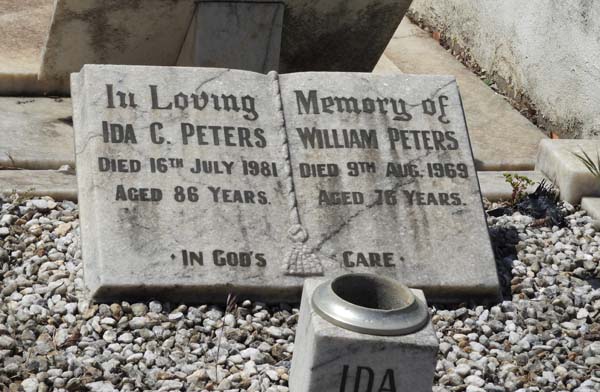 In Loving Memory of
IDA C. PETERS
DIED 16TH JULY 1981
AGED 86 YEARS.
WILLIAM PETERS
DIED 9TH AUG. 1969
AGED 76 YEARS.
· IN GOD'S CARE ·
IDA